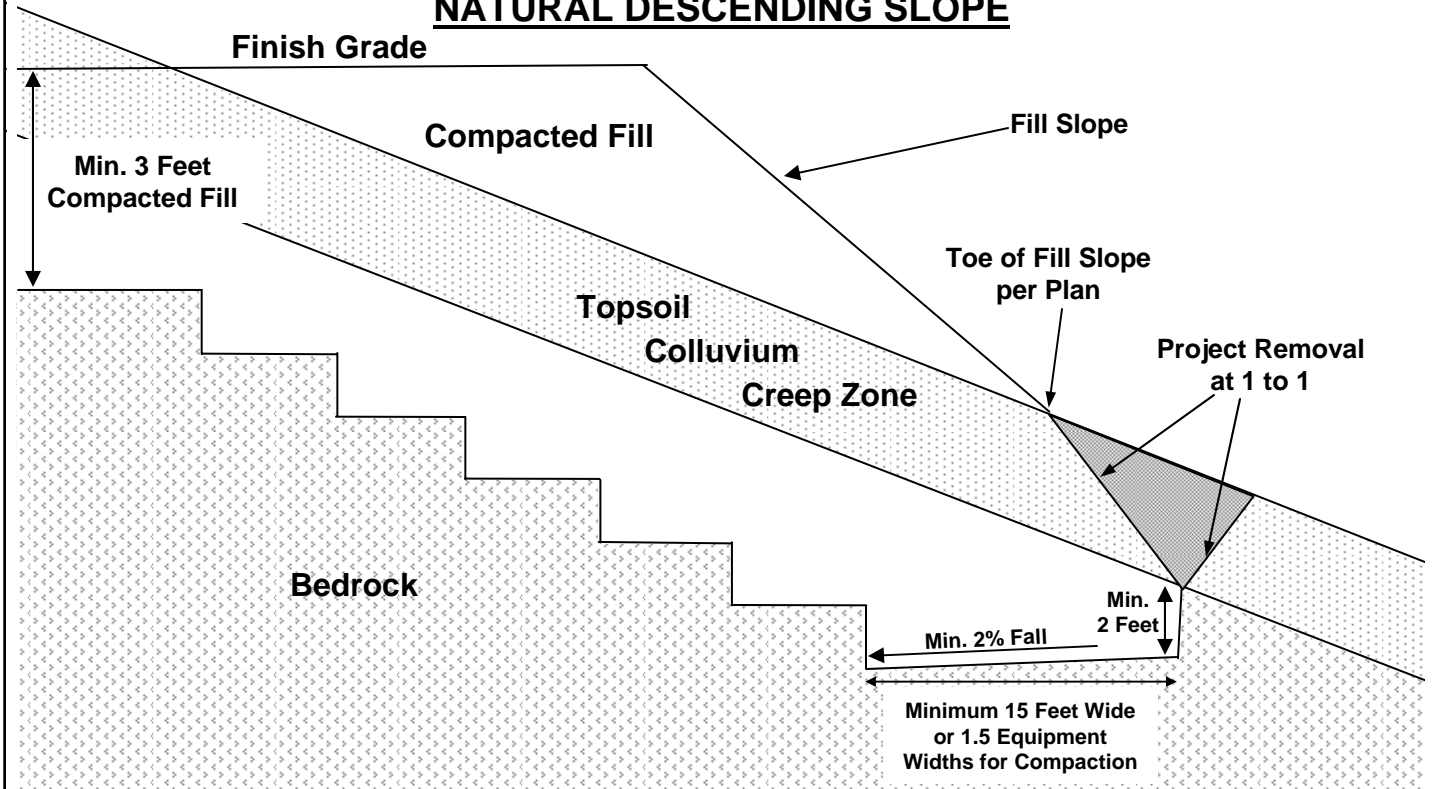 NATURAL DESCENDING SLOPE
Finish Grade
Compacted Fill
Fill Slope
Min. 3 Feet
Compacted Fill
Toe of Fill Slope
per Plan
Topsoil
Colluvium
Creep Zone
Project Removal
at 1 to 1
Bedrock
Min.
2 Feet
Min. 2% Fall
Minimum 15 Feet Wide
or 1.5 Equipment
Widths for Compaction